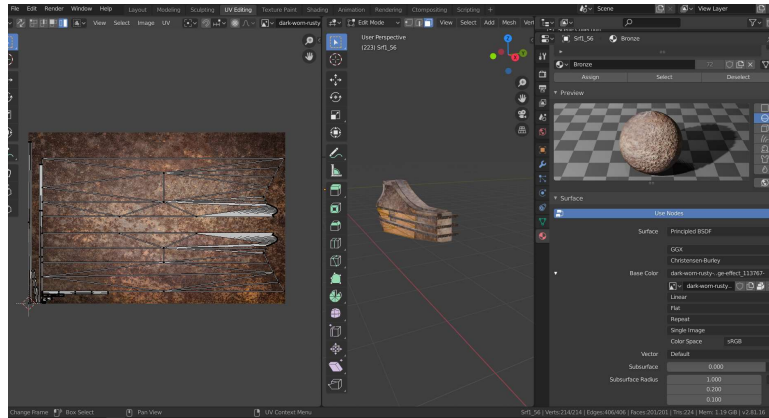 File Edit Render Window Help Layout Modeling Sculpting UV Editing Texture Paint Shading Animation Rendering Compositing Scripting + Scene View Layer
View Select Image UV dark-worn-rusty Edit Mode View Select Add Mesh Vert
User Perspective
(223) Srf1_56
Srf1_56 Bronze
Bronze
Assign Select Deselect
Preview
Surface
Use Nodes
Surface Principled BSDF
GGX
Christensen-Burley
Base Color dark-worn-rusty-..ge-effect_113767-
dark-worn-rusty...
Linear
Flat
Repeat
Single Image
Color Space sRGB
Vector Default
Subsurface 0.000
Subsurface Radius 1.000
0.200
0.100
Change Frame Box Select Pan View UV Context Menu Srf1_56 | Verts:214/214 | Edges:406/406 | Faces:201/201 | Tris:224 | Mem: 1.19 GiB | v2.81.16